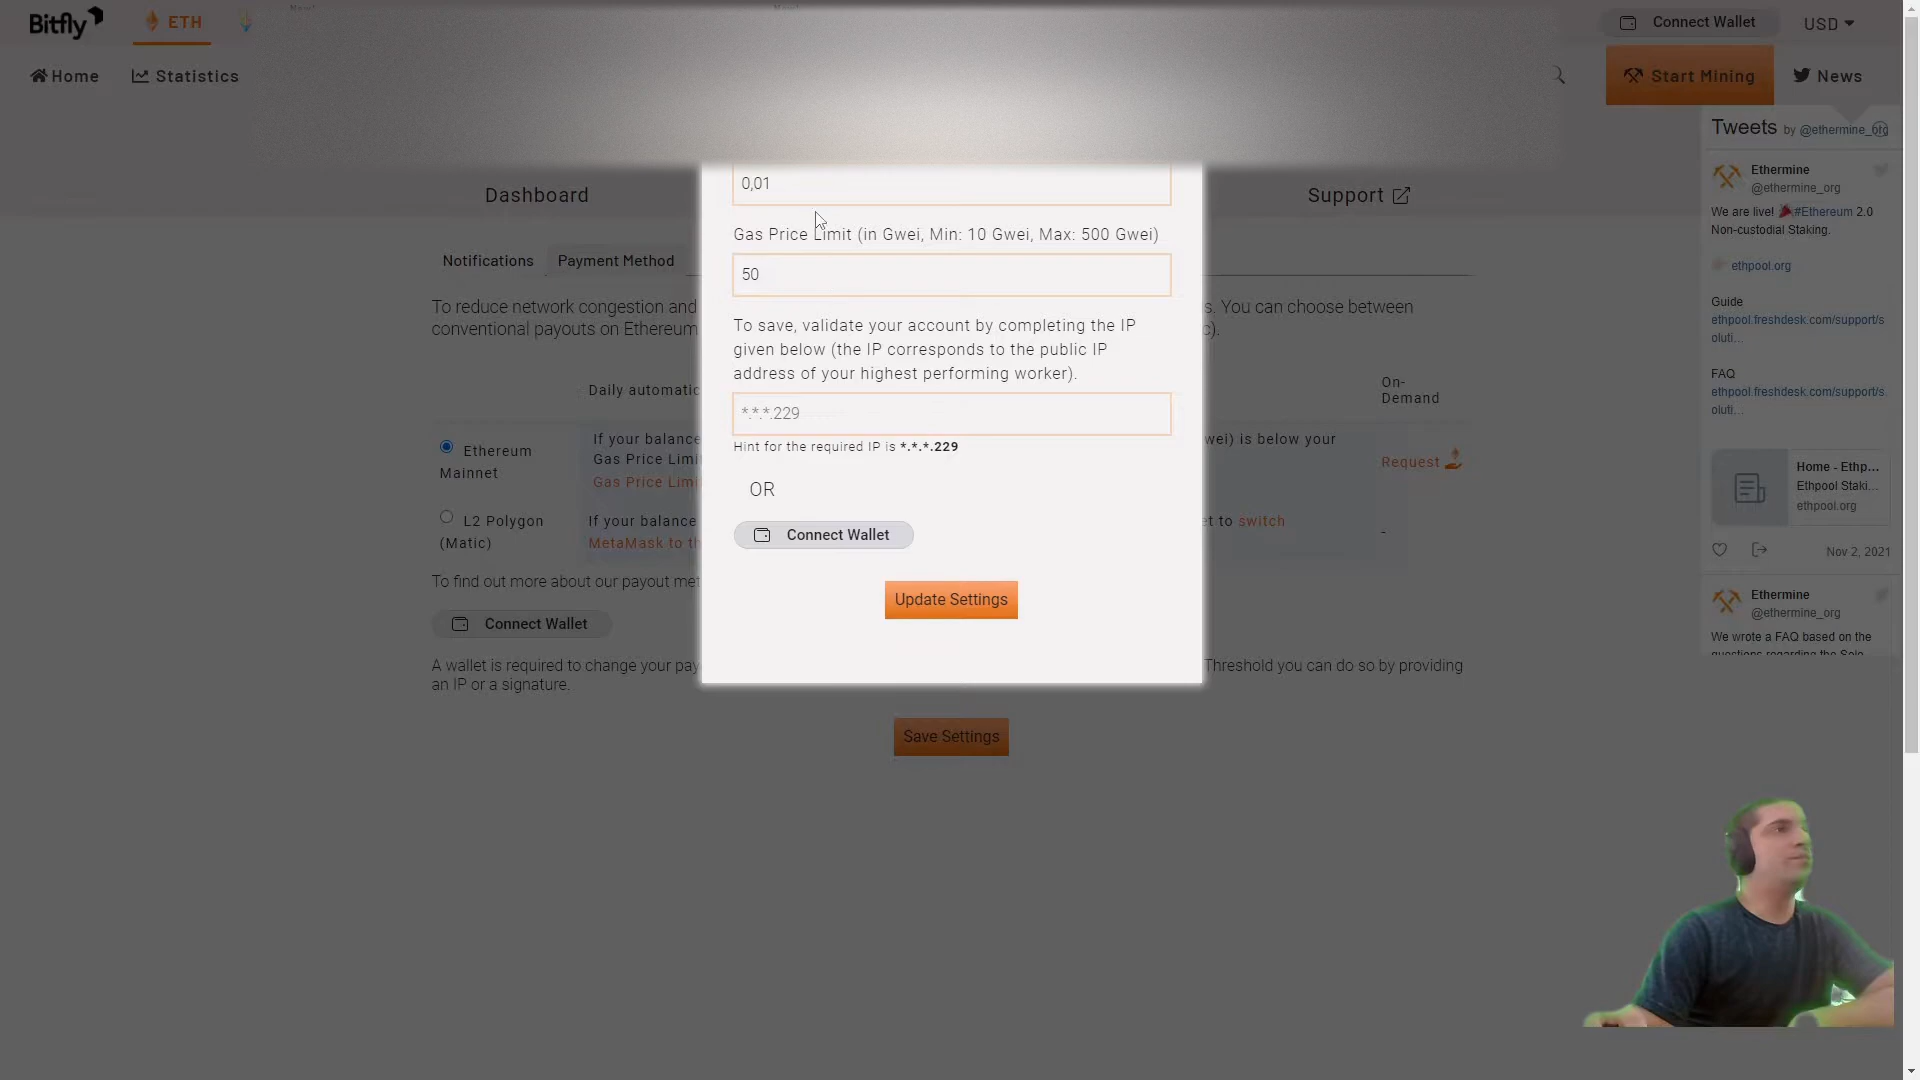 Bitfly
ETH
Connect Wallet
USD
Home
Statistics
Start Mining
News
Tweets by @ethermine_org
Dashboard
Support
0,01
Gas Price Limit (in Gwei, Min: 10 Gwei, Max: 500 Gwei)
50
To save, validate your account by completing the IP
given below (the IP corresponds to the public IP
address of your highest performing worker).
*.*.*.229
Hint for the required IP is *.*.*.229
OR
Connect Wallet
Update Settings
Notifications
Payment Method
To reduce network congestion and
s. You can choose between
conventional payouts on Ethereum
c).
Daily automatic
On-
Demand
Ethereum
Mainnet
If your balance
wei) is below your
Gas Price Limi
Gas Price Limi
Request
L2 Polygon
(Matic)
If your balance
et to switch
MetaMask to th
-
To find out more about our payout met
Connect Wallet
A wallet is required to change your pay
Threshold you can do so by providing
an IP or a signature.
Save Settings
Ethermine
@ethermine_org
We are live! #Ethereum 2.0
Non-custodial Staking.
ethpool.org
Guide
ethpool.freshdesk.com/support/s
oluti...
FAQ
ethpool.freshdesk.com/support/s
oluti...
Home - Ethp...
Ethpool Staki...
ethpool.org
Nov 2, 2021
Ethermine
@ethermine_org
We wrote a FAQ based on the
questions regarding the Solo